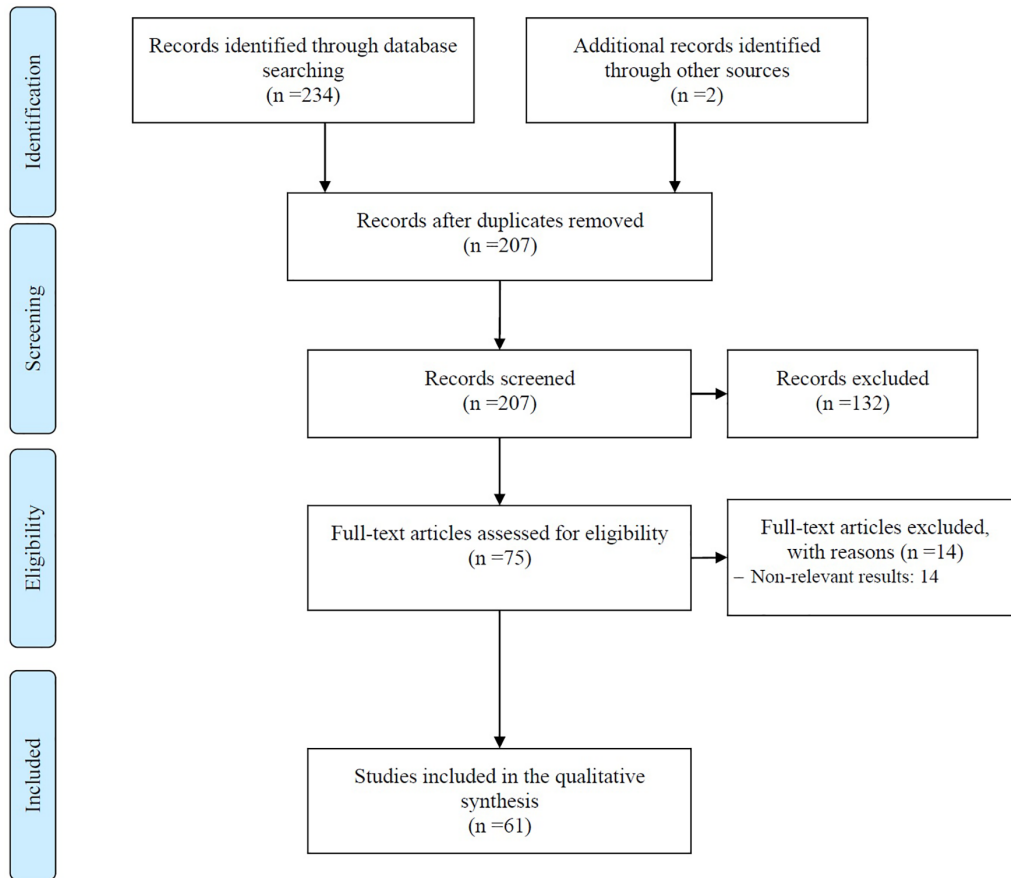 Identification
Records identified through database
searching
(n =234)
Additional records identified
through other sources
(n =2)
Records after duplicates removed
(n =207)
Screening
Records screened
(n =207)
Records excluded
(n =132)
Eligibility
Full-text articles assessed for eligibility
(n =75)
Full-text articles excluded,
with reasons (n =14)
– Non-relevant results: 14
Included
Studies included in the qualitative
synthesis
(n =61)